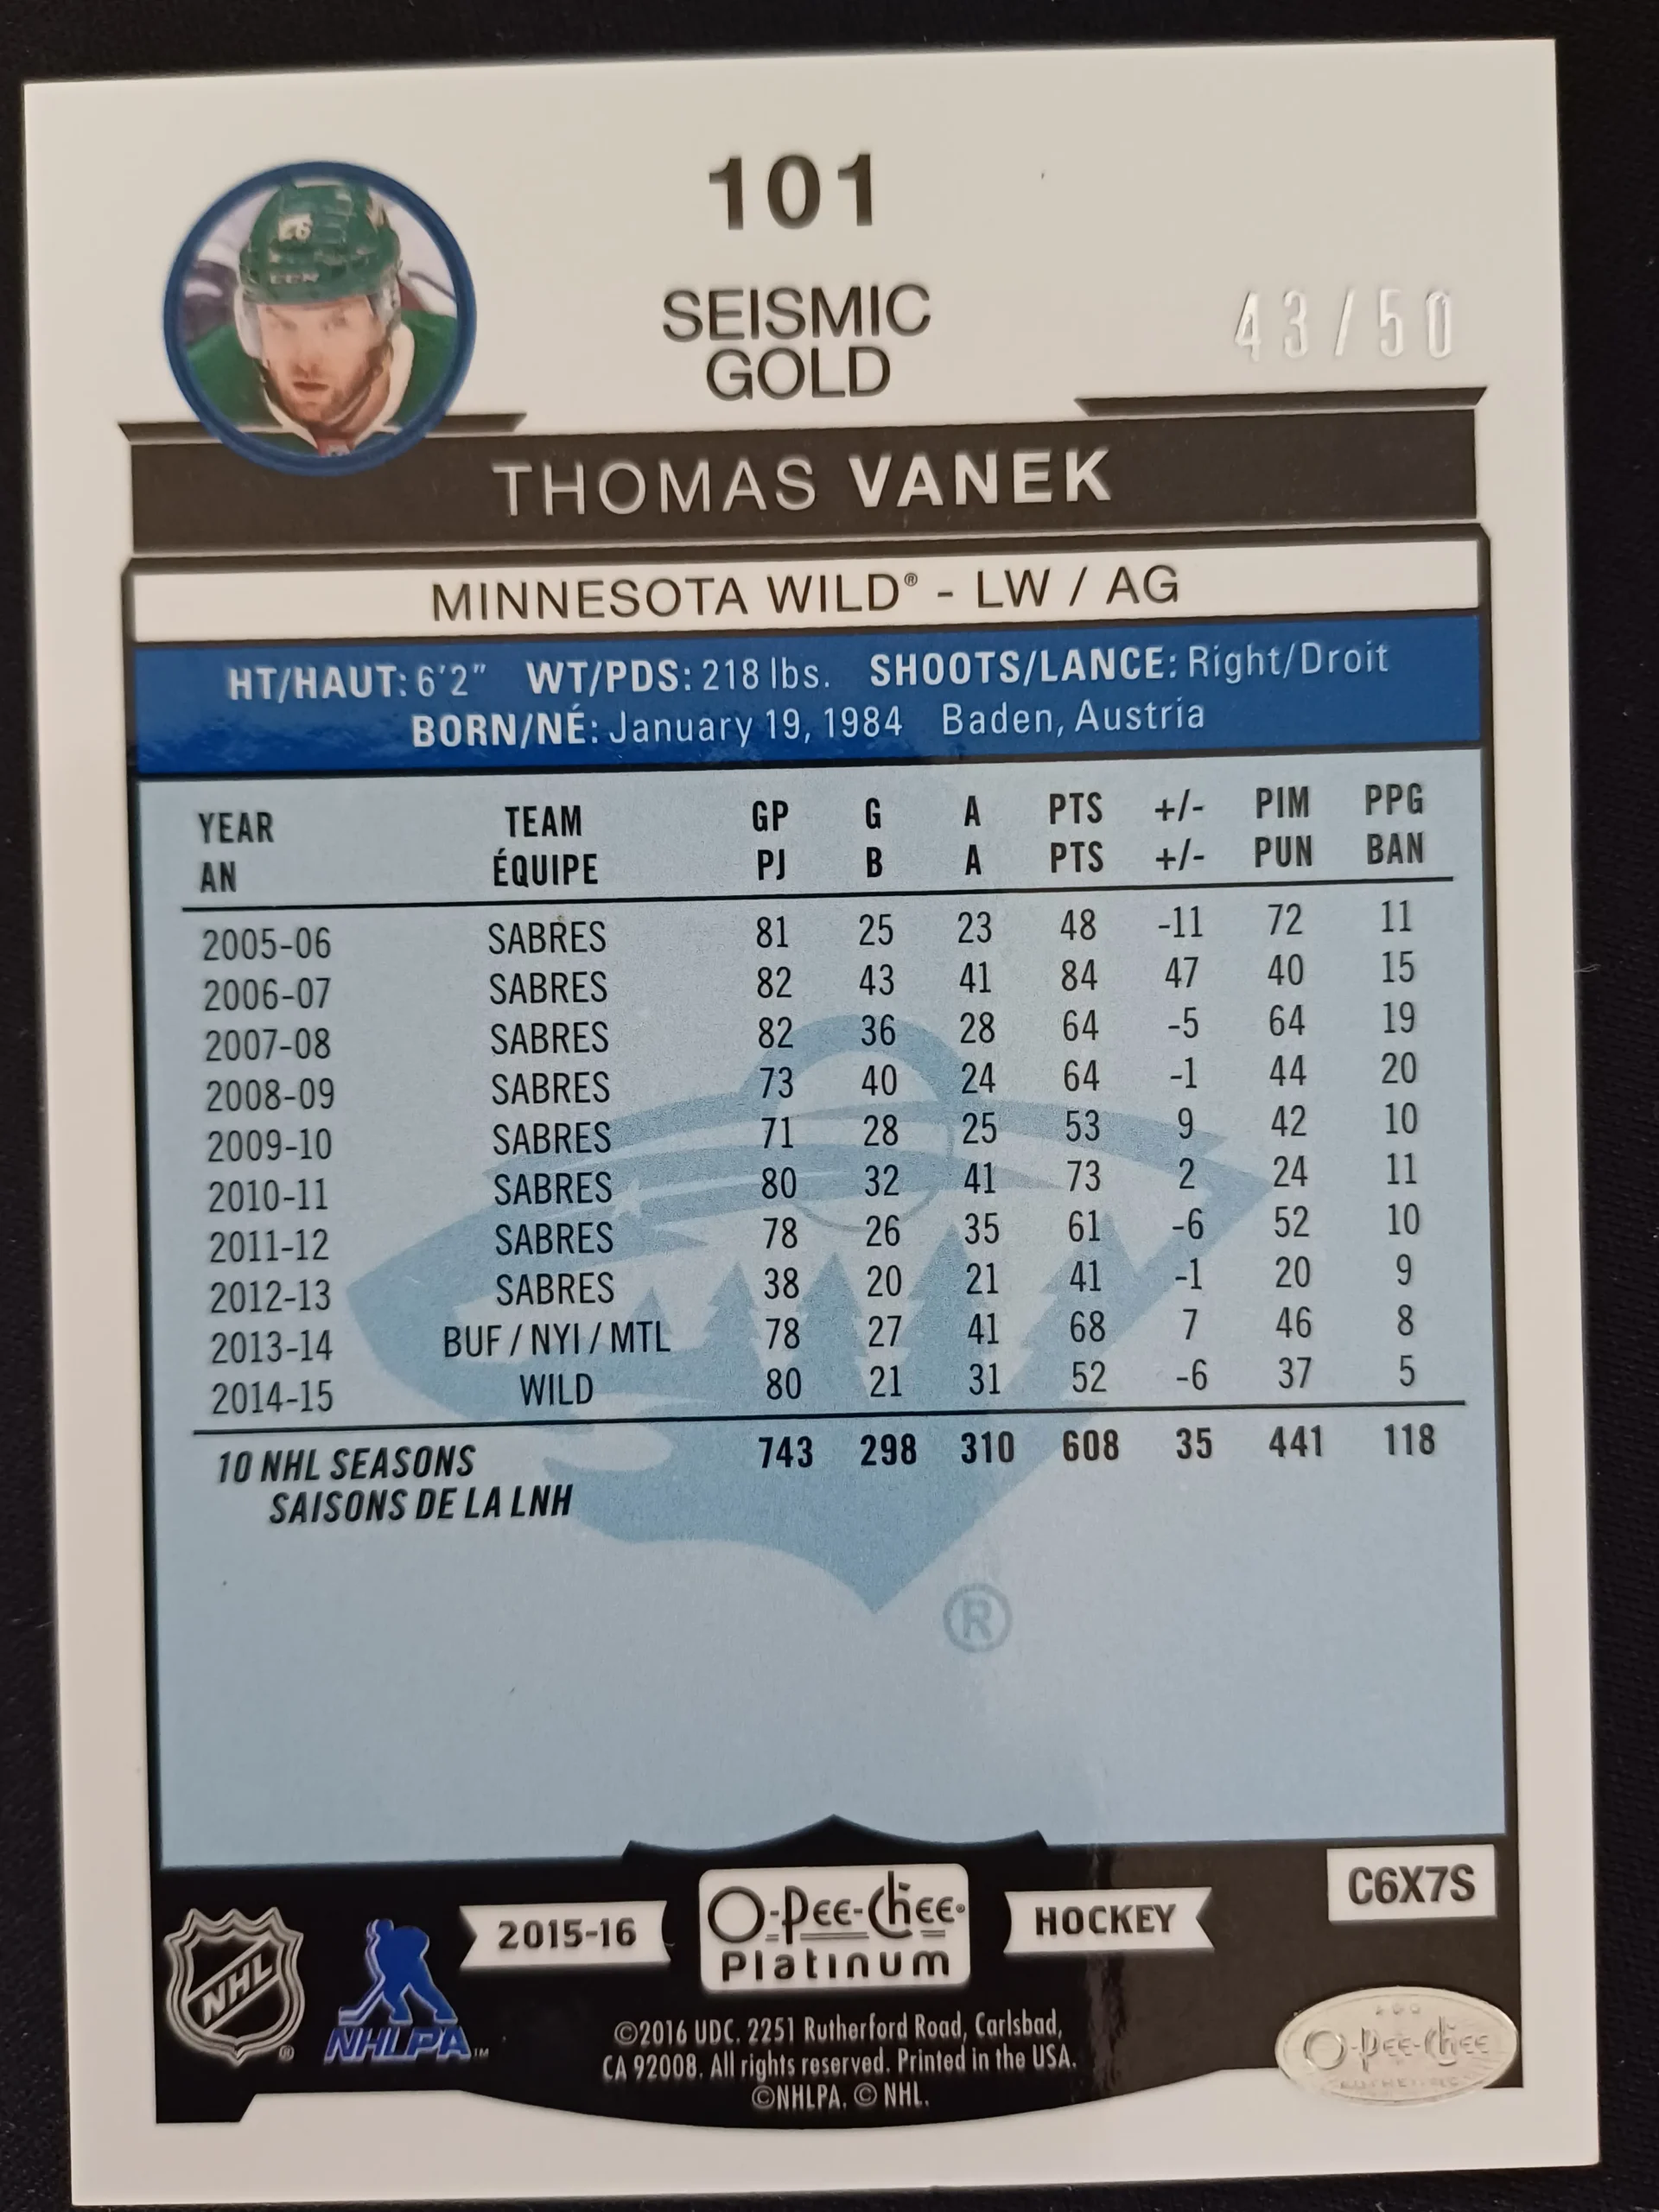 101
SEISMIC
GOLD
43/50
26
CCM
THOMAS VANEK
MINNESOTA WILD® - LW / AG
HT/HAUT: 6'2" WT/PDS: 218 lbs. SHOOTS/LANCE: Right/Droit
BORN/NÉ: January 19, 1984 Baden, Austria
YEAR TEAM GP G A PTS +/- PIM PPG
AN ÉQUIPE PJ B A PTS +/- PUN BAN
2005-06 SABRES 81 25 23 48 -11 72 11
2006-07 SABRES 82 43 41 84 47 40 15
2007-08 SABRES 82 36 28 64 -5 64 19
2008-09 SABRES 73 40 24 64 -1 44 20
2009-10 SABRES 71 28 25 53 9 42 10
2010-11 SABRES 80 32 41 73 2 24 11
2011-12 SABRES 78 26 35 61 -6 52 10
2012-13 SABRES 38 20 21 41 -1 20 9
2013-14 BUF / NYI / MTL 78 27 41 68 7 46 8
2014-15 WILD 80 21 31 52 -6 37 5
10 NHL SEASONS 743 298 310 608 35 441 118
SAISONS DE LA LNH
®
C6X7S
NHL ®
NHLPA ™
2015-16
O-Pee-Chee®
Platinum
HOCKEY
©2016 UDC. 2251 Rutherford Road, Carlsbad,
CA 92008. All rights reserved. Printed in the USA.
©NHLPA. © NHL.
O-Pee-Chee